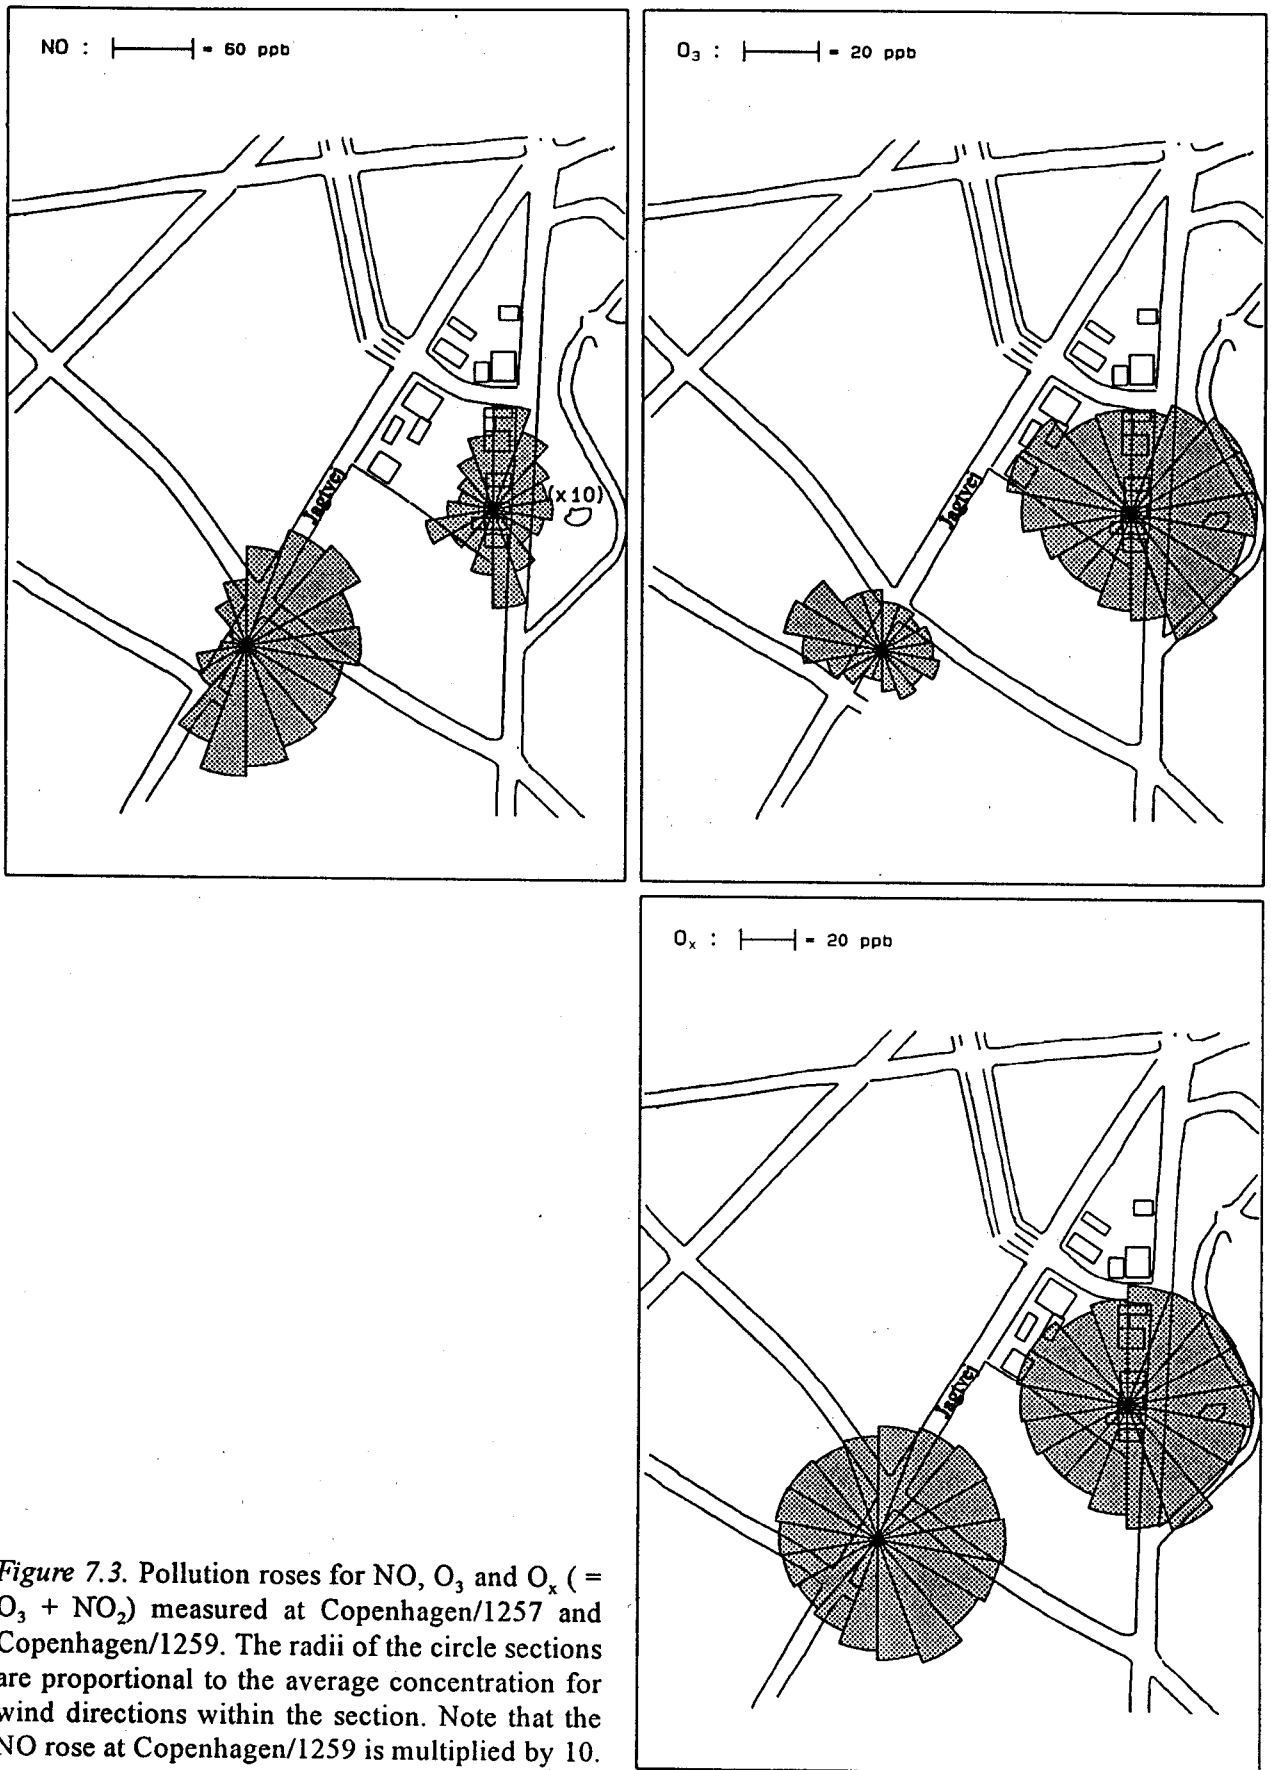 NO : = 60 ppb
Jagtvej
(x10)
O₃ : = 20 ppb
Jagtvej
Oₓ : = 20 ppb
Jagtvej
Figure 7.3. Pollution roses for NO, O₃ and Oₓ ( =
O₃ + NO₂) measured at Copenhagen/1257 and
Copenhagen/1259. The radii of the circle sections
are proportional to the average concentration for
wind directions within the section. Note that the
NO rose at Copenhagen/1259 is multiplied by 10.